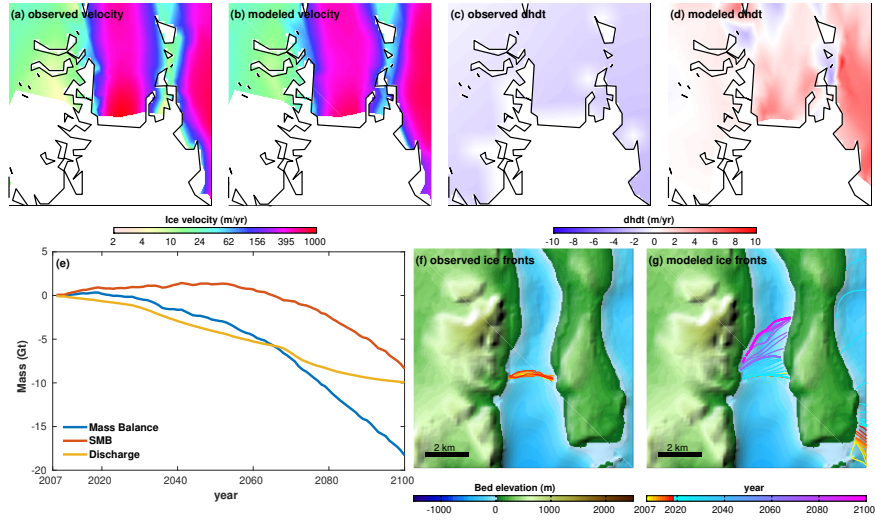 (a) observed velocity
(b) modeled velocity
(c) observed dhdt
(d) modeled dhdt
Ice velocity (m/yr)
2 4 10 24 62 156 395 1000
dhdt (m/yr)
-10 -8 -6 -4 -2 0 2 4 6 8 10
(e)
5
0
-5
-10
-15
-20
Mass (Gt)
Mass Balance
SMB
Discharge
2007 2020 2040 2060 2080 2100
year
(f) observed ice fronts
2 km
(g) modeled ice fronts
2 km
Bed elevation (m)
-1000 0 1000 2000
year
2007 2020 2040 2060 2080 2100